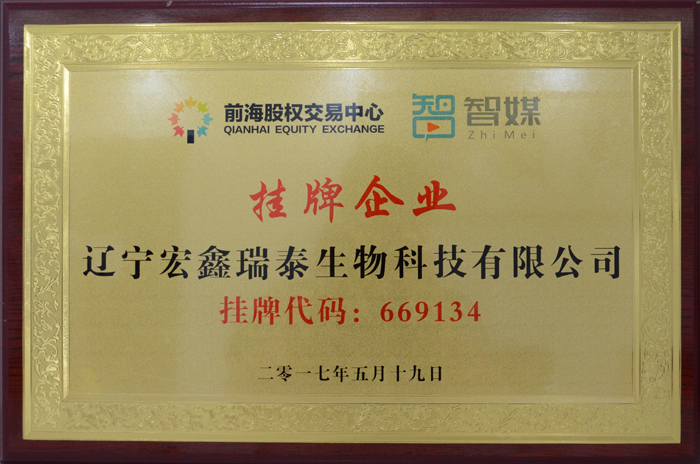 前海股权交易中心 智媒
QIANHAI EQUITY EXCHANGE ZhiMei
挂牌企业
辽宁宏鑫瑞泰生物科技有限公司
挂牌代码：669134
二零一七年五月十九日